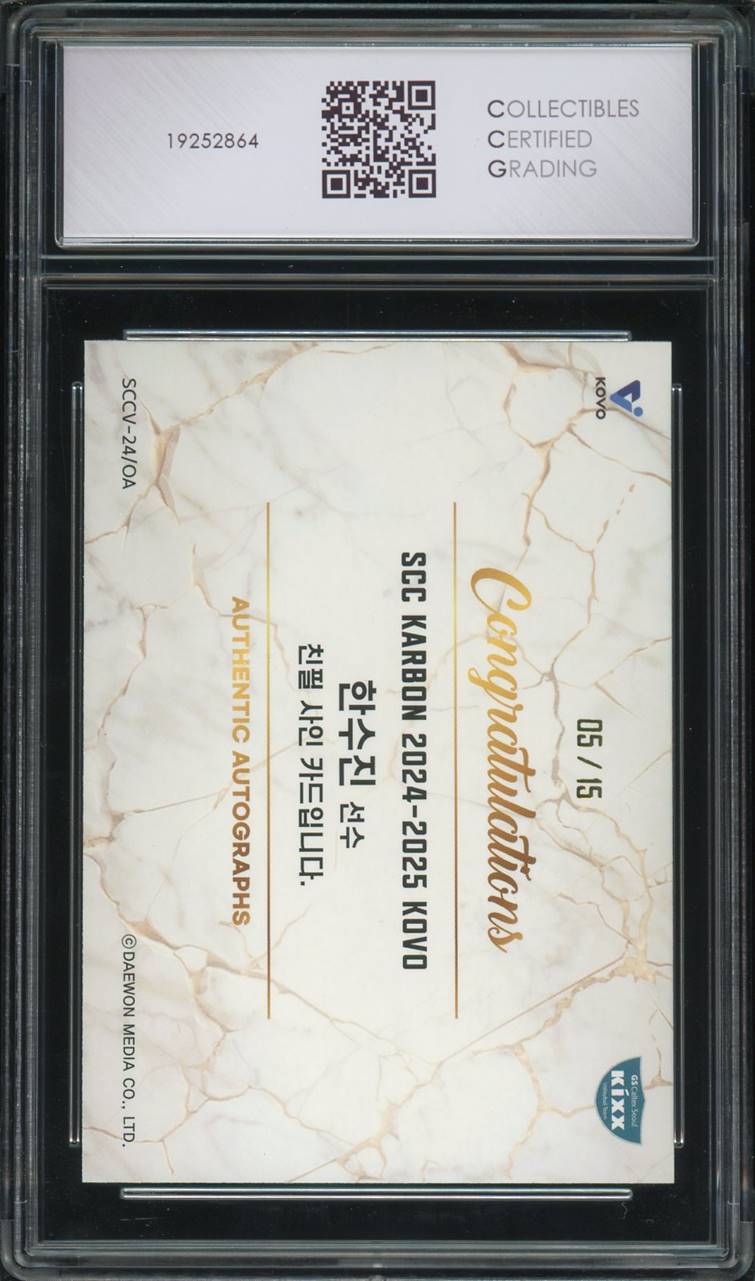 19252864
COLLECTIBLES
CERTIFIED
GRADING
KOVO
05 / 15
GS Caltex Seoul
KIXX
Volleyball Team
Congratulations
SCC KARBON 2024-2025 KOVO
한수진 선수
친필 사인 카드입니다.
AUTHENTIC AUTOGRAPHS
SCCV-24/OA
©DAEWON MEDIA CO., LTD.